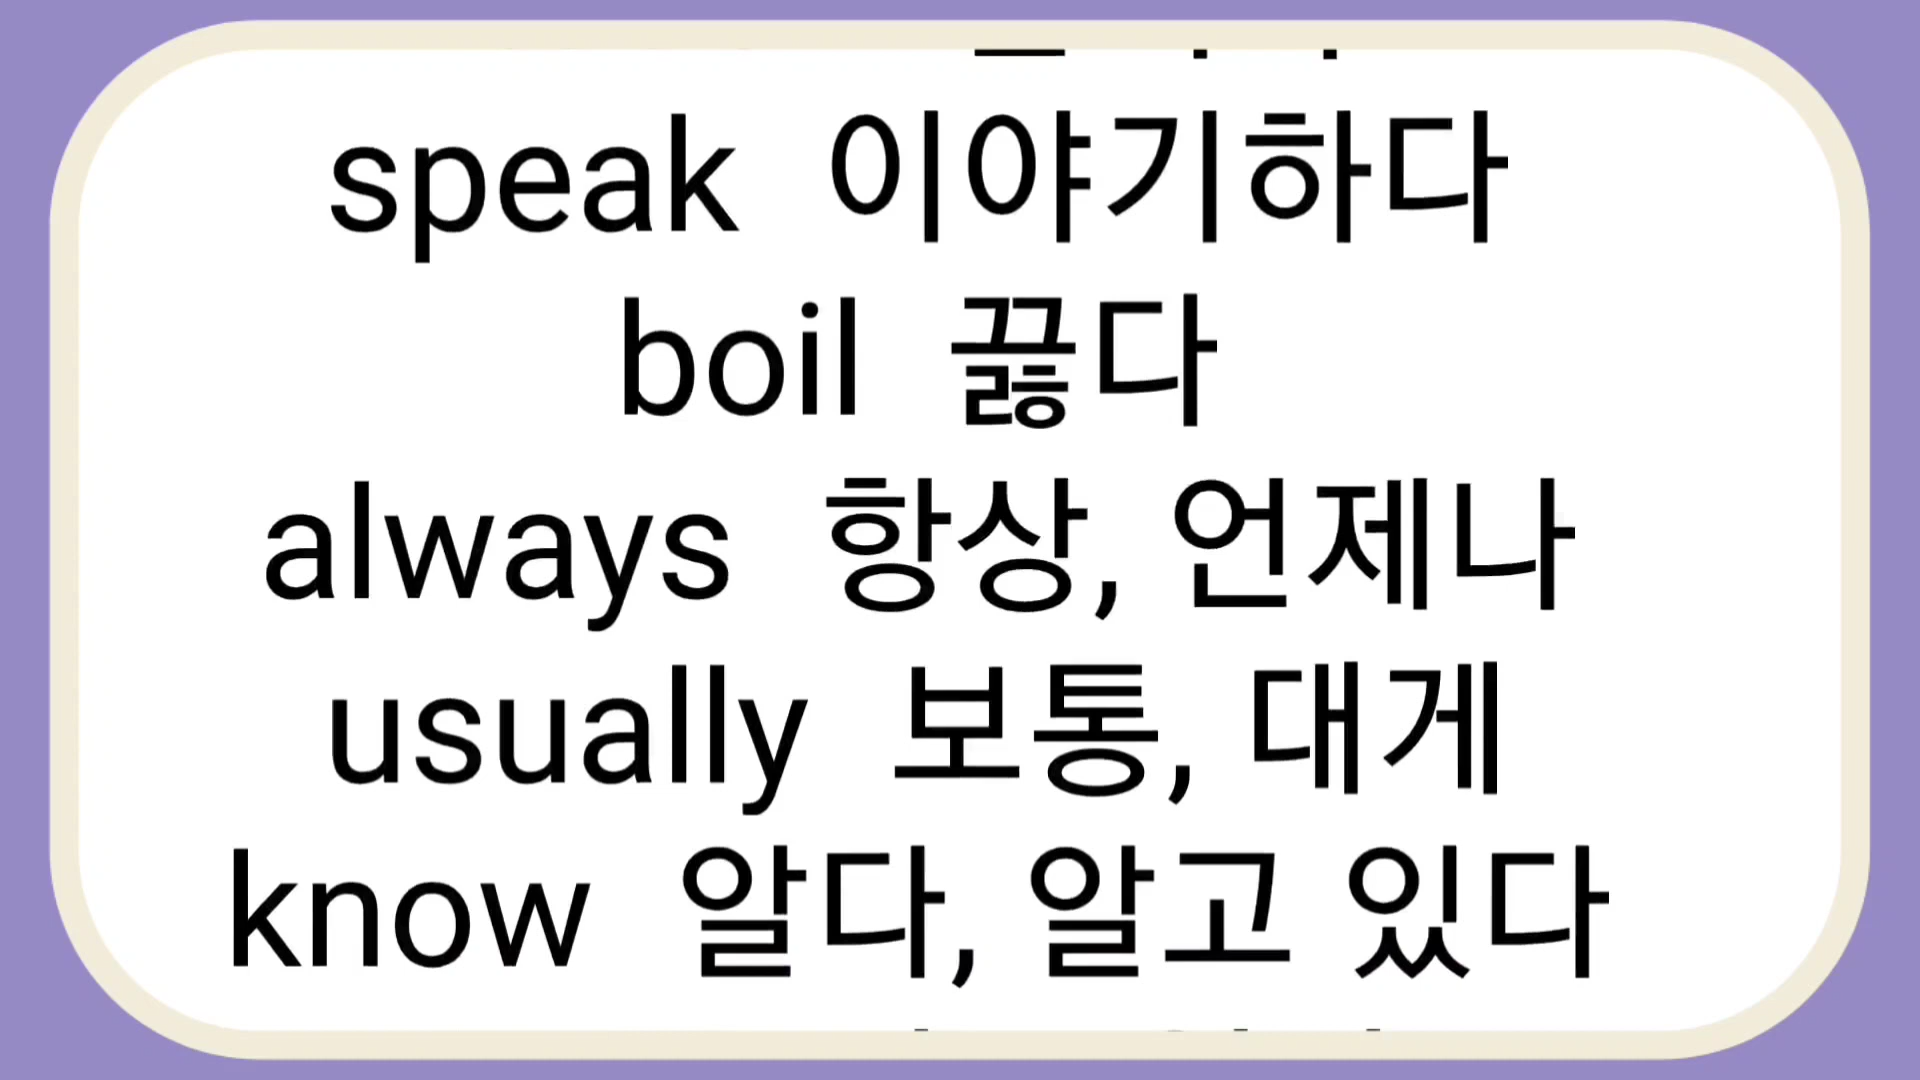 speak 이야기하다
boil 끓다
always 항상, 언제나
usually 보통, 대게
know 알다, 알고 있다